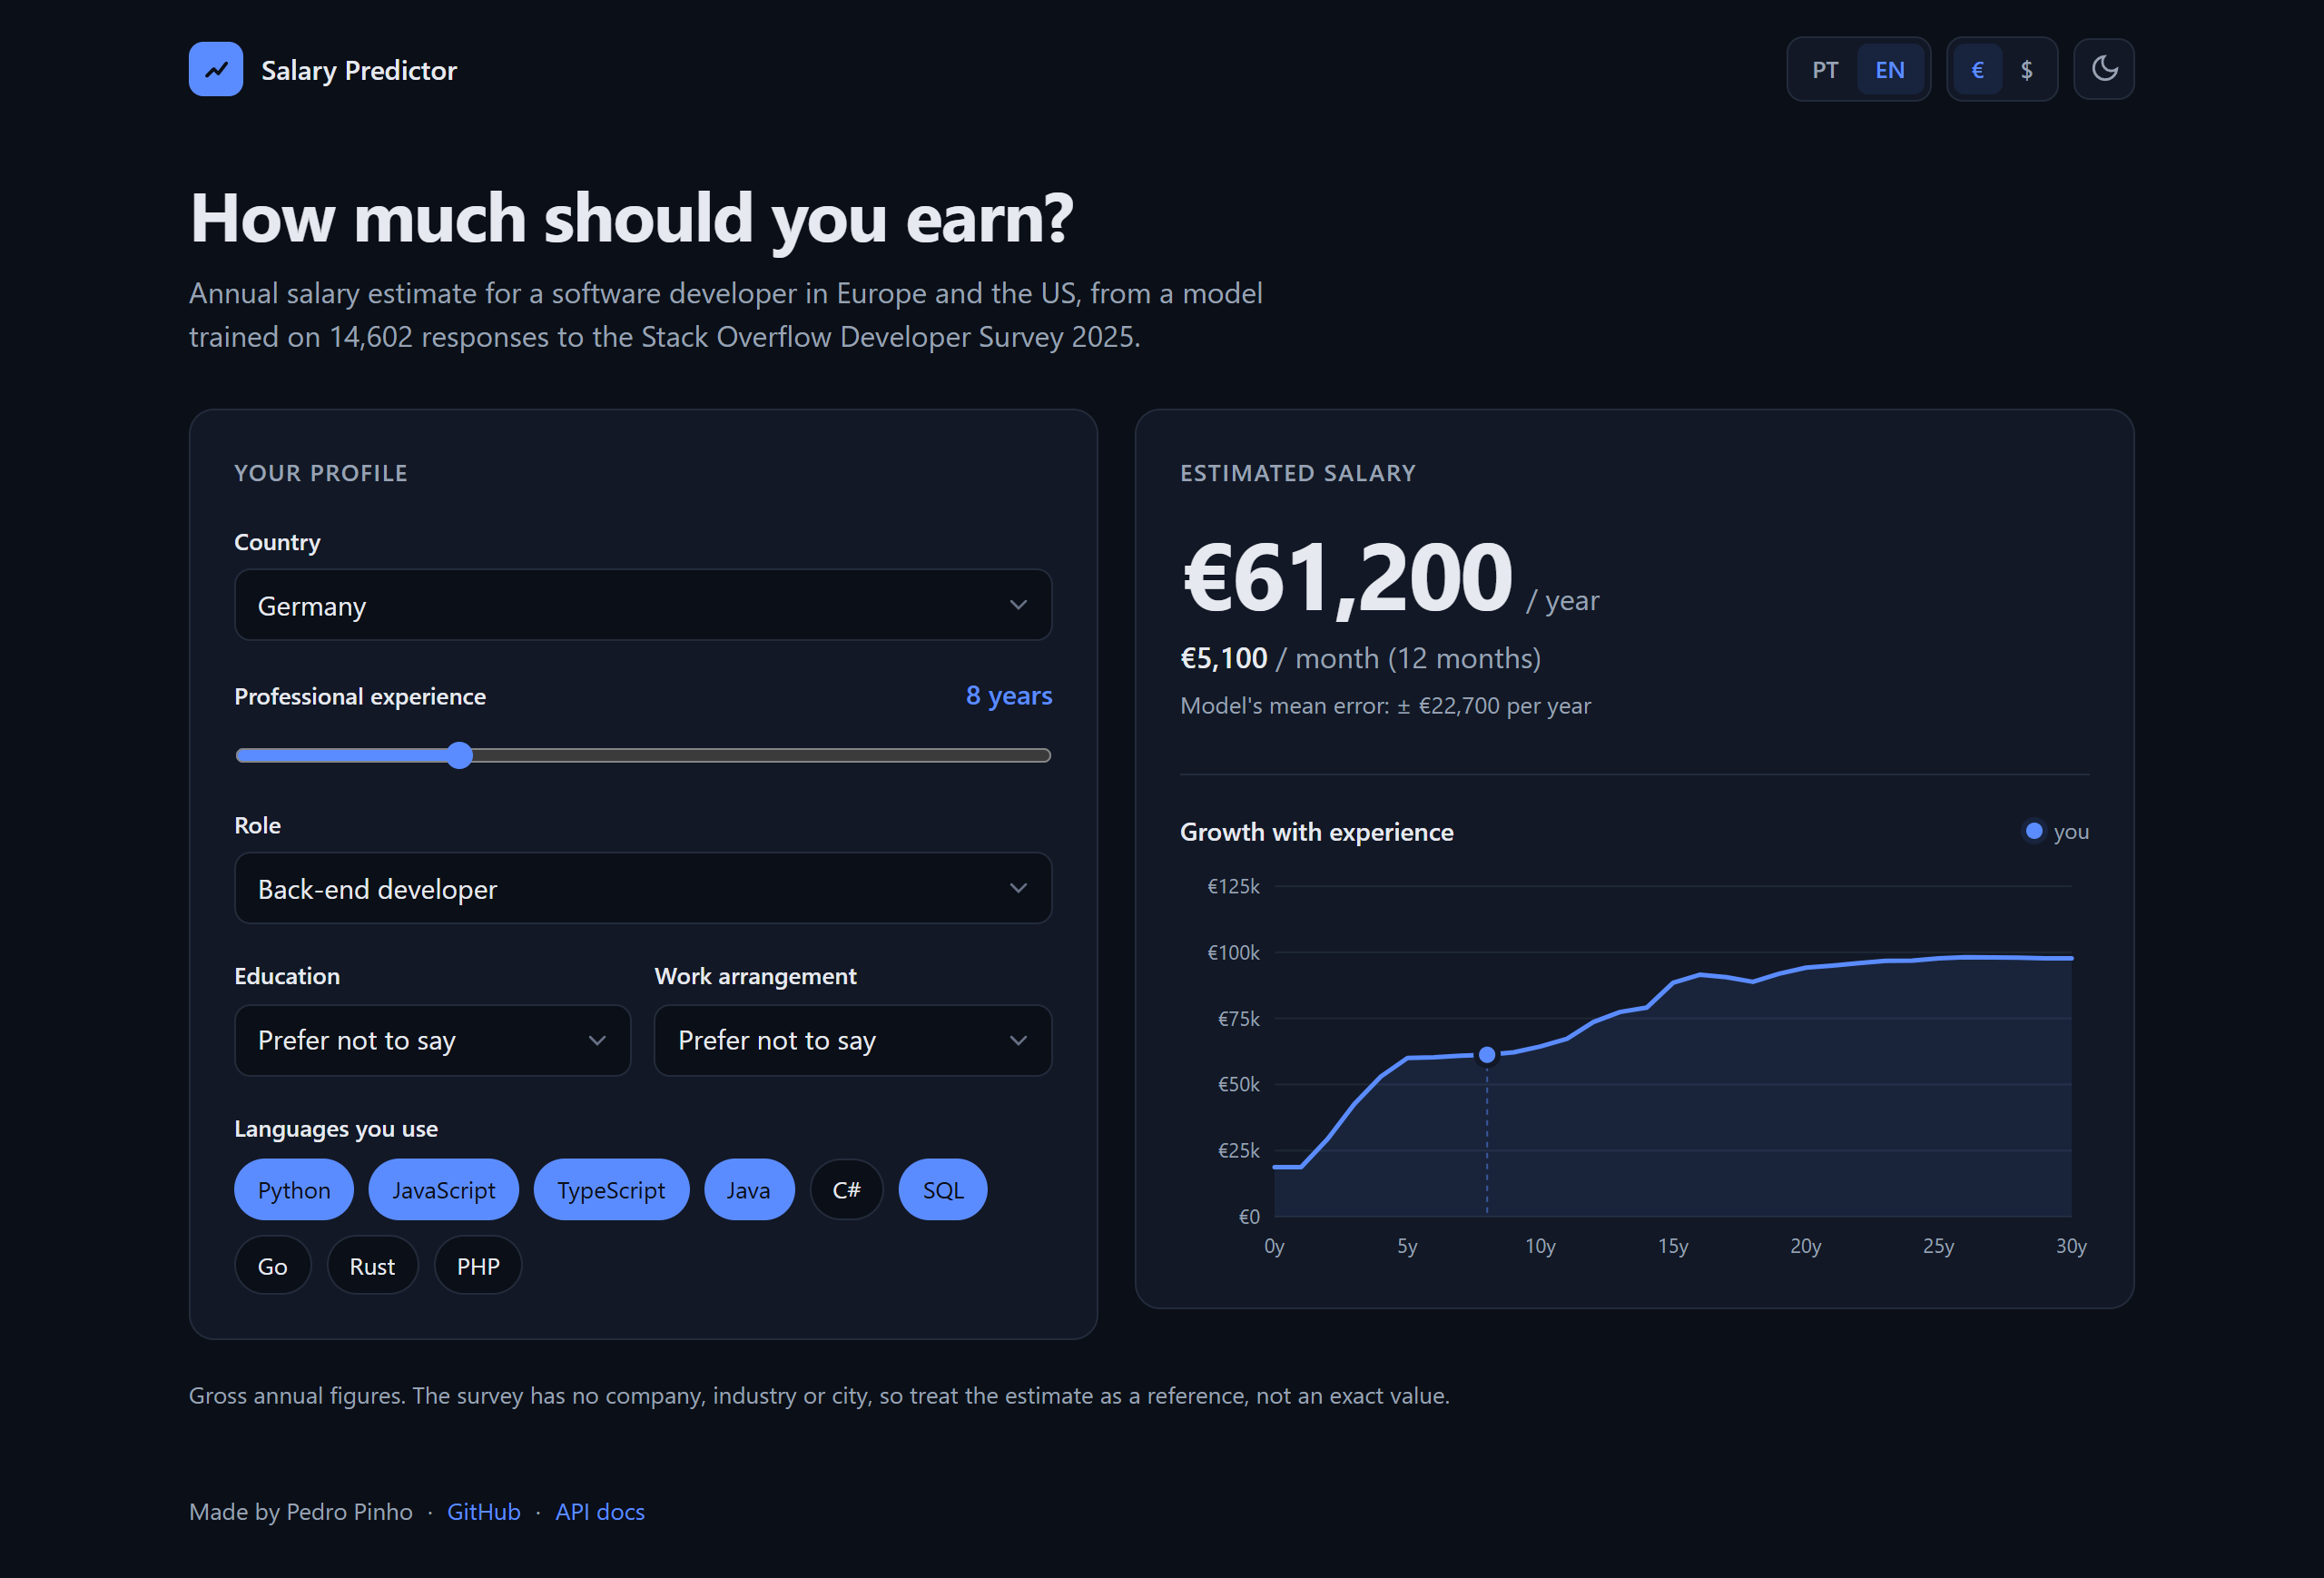 Salary Predictor
PT EN € $
How much should you earn?
Annual salary estimate for a software developer in Europe and the US, from a model
trained on 14,602 responses to the Stack Overflow Developer Survey 2025.
YOUR PROFILE
Country
Germany
Professional experience 8 years
Role
Back-end developer
Education Work arrangement
Prefer not to say Prefer not to say
Languages you use
Python JavaScript TypeScript Java C# SQL
Go Rust PHP
ESTIMATED SALARY
€61,200 / year
€5,100 / month (12 months)
Model's mean error: ± €22,700 per year
Growth with experience you
€125k
€100k
€75k
€50k
€25k
€0
0y 5y 10y 15y 20y 25y 30y
Gross annual figures. The survey has no company, industry or city, so treat the estimate as a reference, not an exact value.
Made by Pedro Pinho · GitHub · API docs